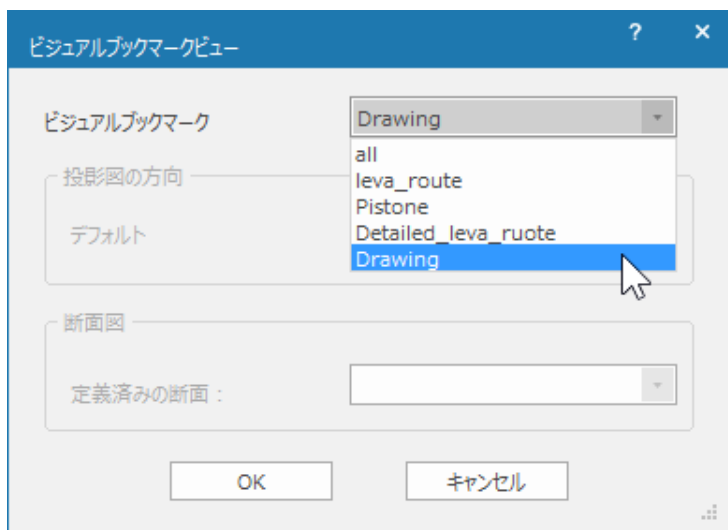 ビジュアルブックマークビュー
? ×
ビジュアルブックマーク
Drawing
all
leva_route
Pistone
Detailed_leva_ruote
Drawing
投影図の方向
デフォルト
断面図
定義済みの断面 :
OK
キャンセル